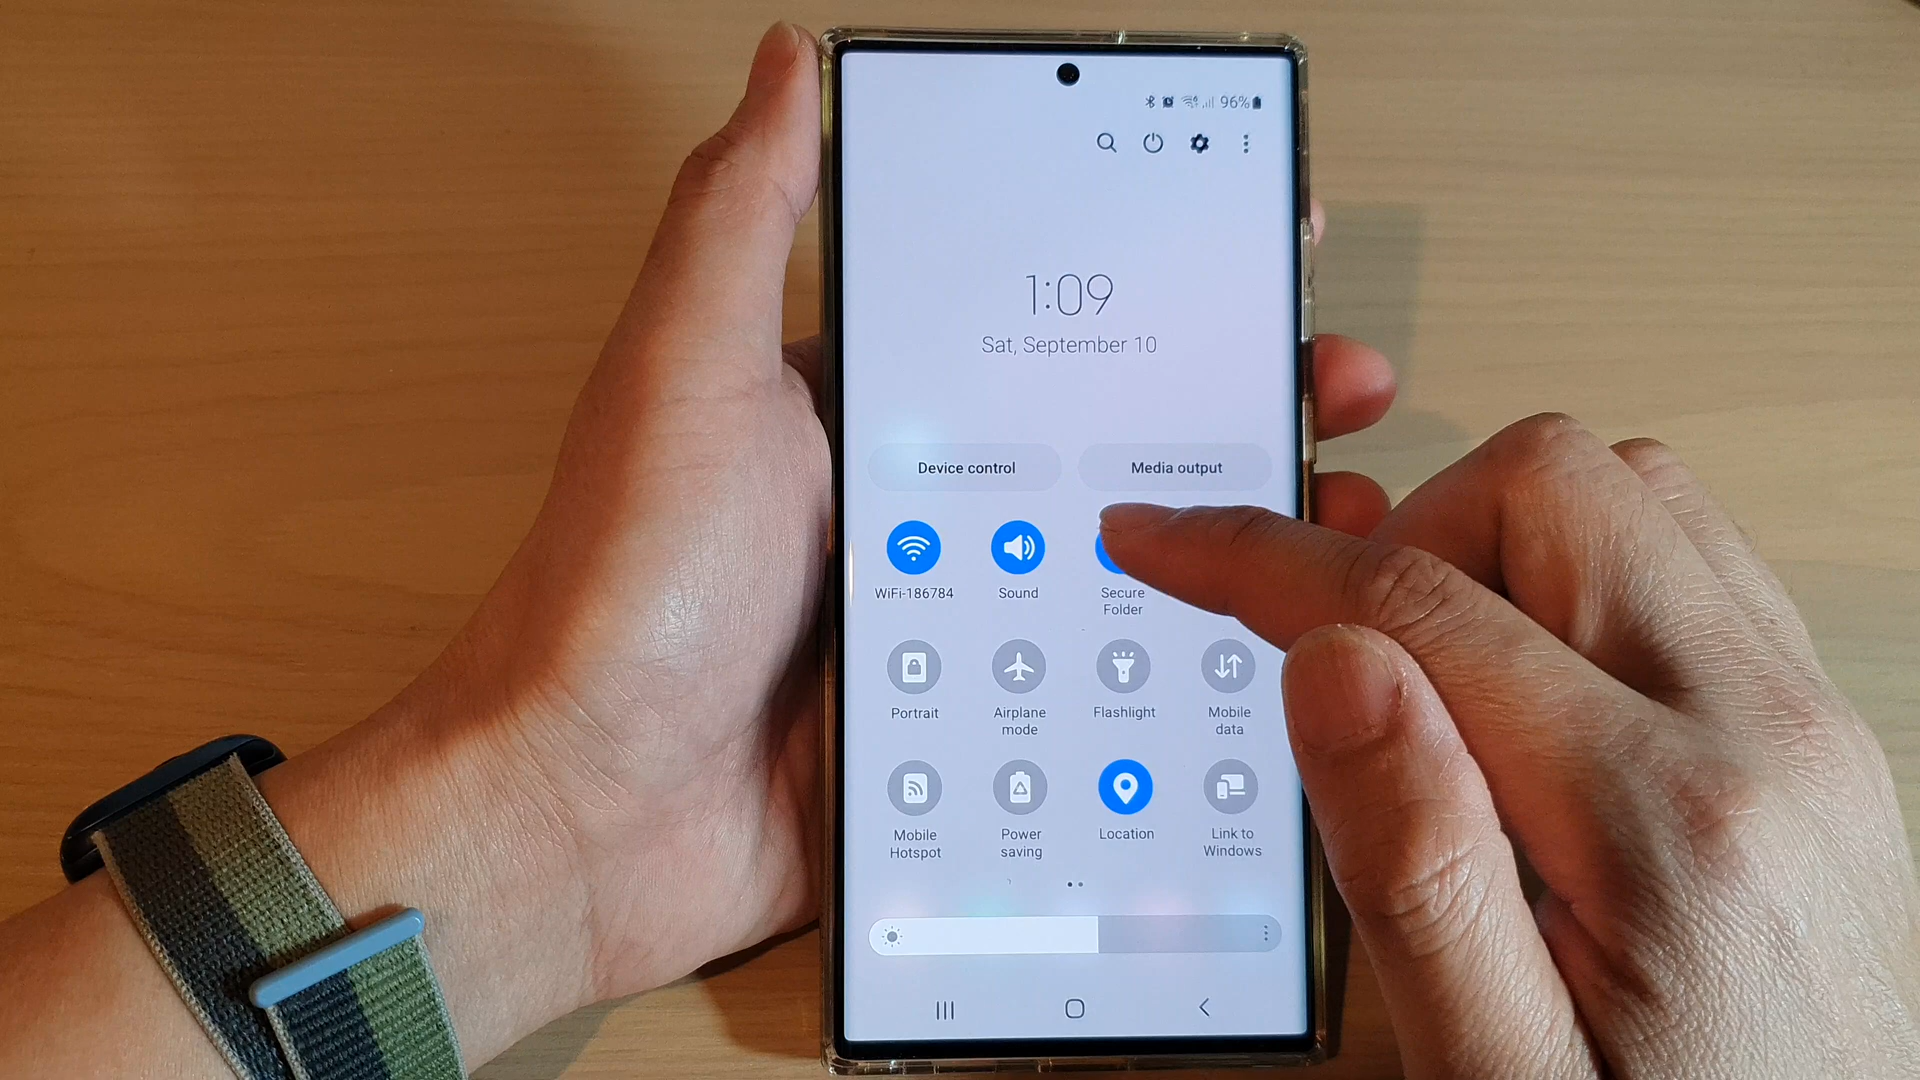 96%
1:09
Sat, September 10
Device control
Media output
WiFi-186784
Sound
Secure
Folder
Portrait
Airplane
mode
Flashlight
Mobile
data
Mobile
Hotspot
Power
saving
Location
Link to
Windows